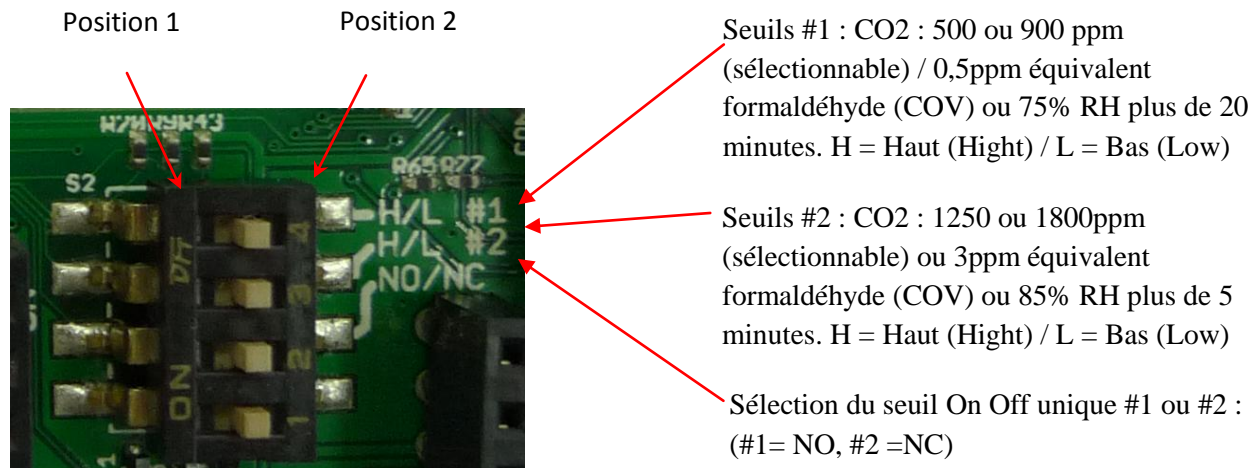 Position 1
Position 2
Seuils #1 : CO2 : 500 ou 900 ppm
(sélectionnable) / 0,5ppm équivalent
formaldéhyde (COV) ou 75% RH plus de 20
minutes. H = Haut (Hight) / L = Bas (Low)
Seuils #2 : CO2 : 1250 ou 1800ppm
(sélectionnable) ou 3ppm équivalent
formaldéhyde (COV) ou 85% RH plus de 5
minutes. H = Haut (Hight) / L = Bas (Low)
Sélection du seuil On Off unique #1 ou #2 :
(#1= NO, #2 =NC)
S2
R65 R77
H/L #1
H/L #2
NO/NC
ON
4
3
2
1